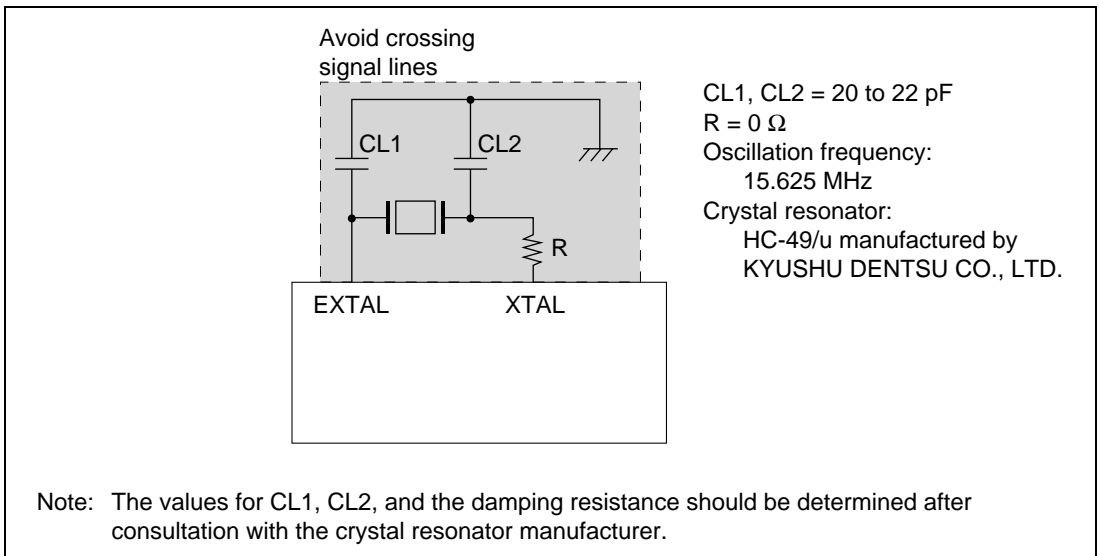 Avoid crossing
signal lines
CL1
CL2
R
EXTAL
XTAL
CL1, CL2 = 20 to 22 pF
R = 0 Ω
Oscillation frequency:
15.625 MHz
Crystal resonator:
HC-49/u manufactured by
KYUSHU DENTSU CO., LTD.
Note: The values for CL1, CL2, and the damping resistance should be determined after
consultation with the crystal resonator manufacturer.